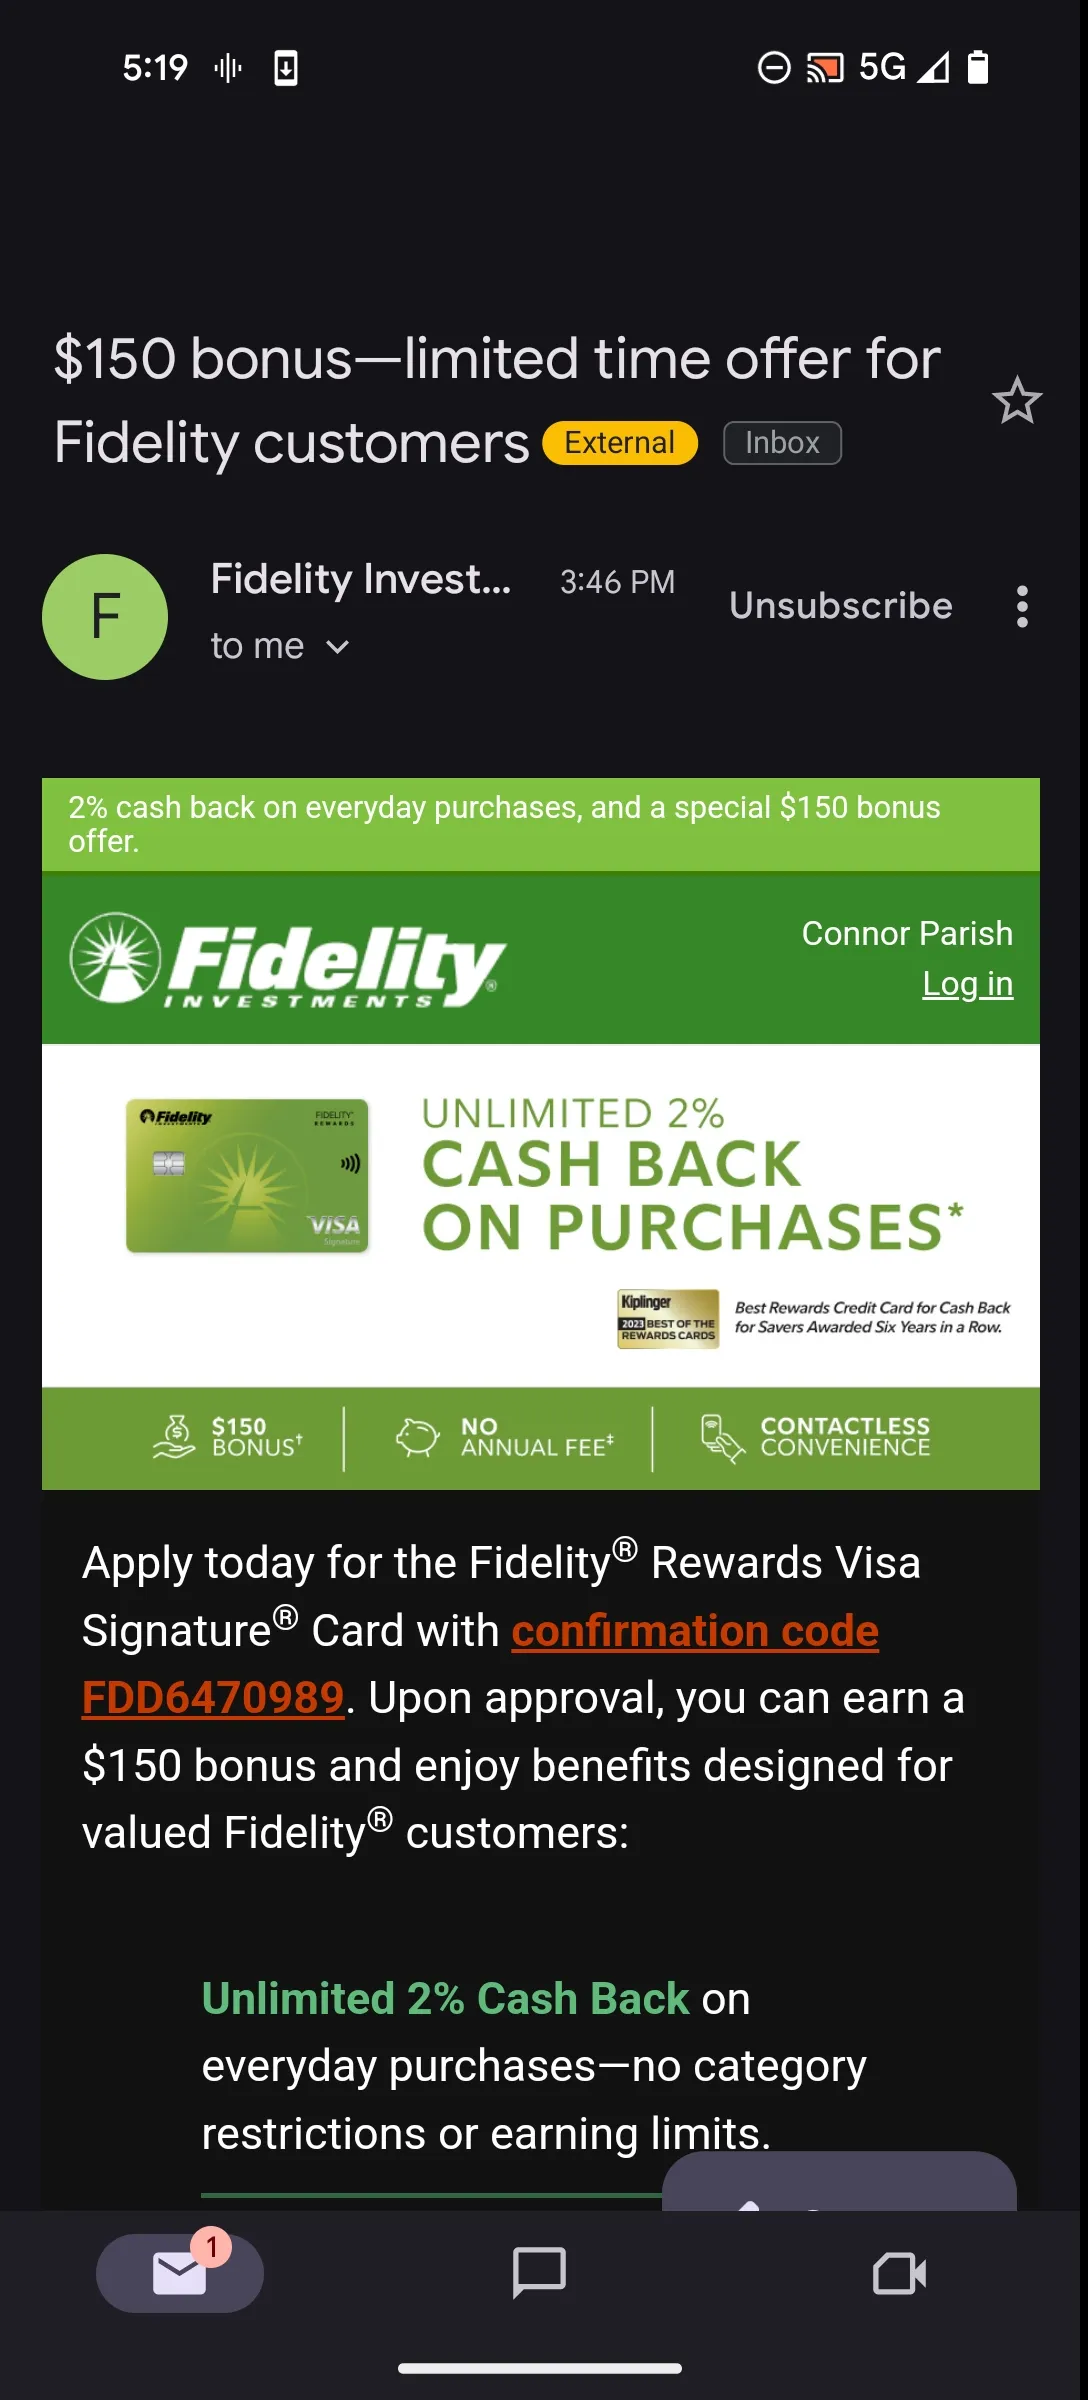 5:19
5G
$150 bonus—limited time offer for
Fidelity customers External Inbox
F
Fidelity Invest... 3:46 PM
Unsubscribe
to me
2% cash back on everyday purchases, and a special $150 bonus
offer.
Fidelity®
INVESTMENTS
Connor Parish
Log in
Fidelity
INVESTMENTS
FIDELITY®
REWARDS
VISA
Signature
UNLIMITED 2%
CASH BACK
ON PURCHASES*
Kiplinger
2023 BEST OF THE
REWARDS CARDS
Best Rewards Credit Card for Cash Back
for Savers Awarded Six Years in a Row.
$150
BONUS†
NO
ANNUAL FEE‡
CONTACTLESS
CONVENIENCE
Apply today for the Fidelity® Rewards Visa
Signature® Card with confirmation code
FDD6470989. Upon approval, you can earn a
$150 bonus and enjoy benefits designed for
valued Fidelity® customers:
Unlimited 2% Cash Back on
everyday purchases—no category
restrictions or earning limits.
1